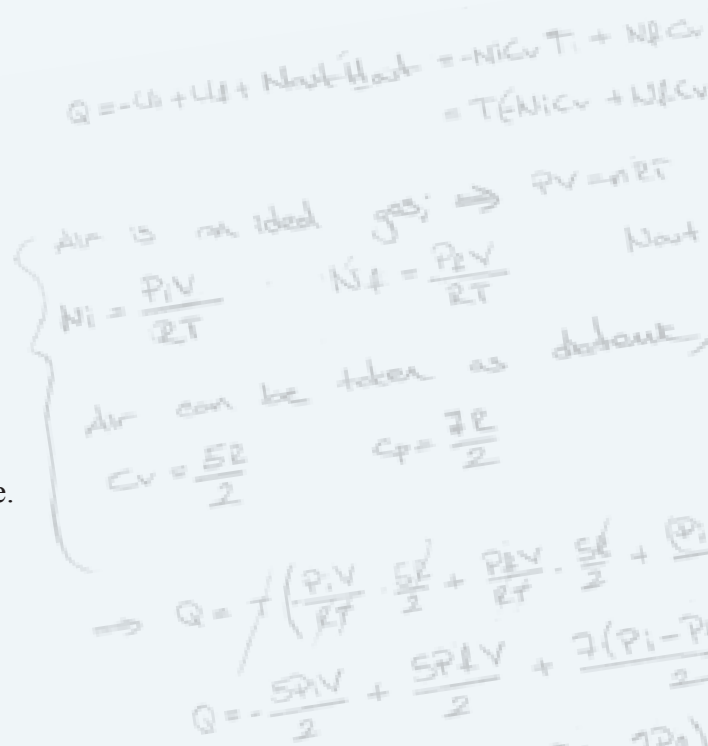 Q = -Ui + Uf + Nout Hout = -NiCvTi + NfCv
= T(-NiCv + NfCv
Air is an ideal gas; ⇒ PV = nRT
Ni = PiV/RT Nf = PfV/RT Nout
Air can be taken as diatomic,
Cv = 5R/2 Cp = 7R/2
e.
⇒ Q = T(-PiV/RT · 5R/2 + PfV/RT · 5R/2 + (Pi
Q = -5PiV/2 + 5PfV/2 + 7(Pi-P